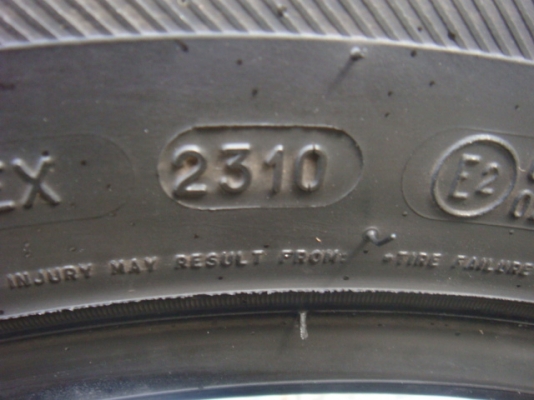 EX 2310 E2
INJURY MAY RESULT FROM: •TIRE FAILURE